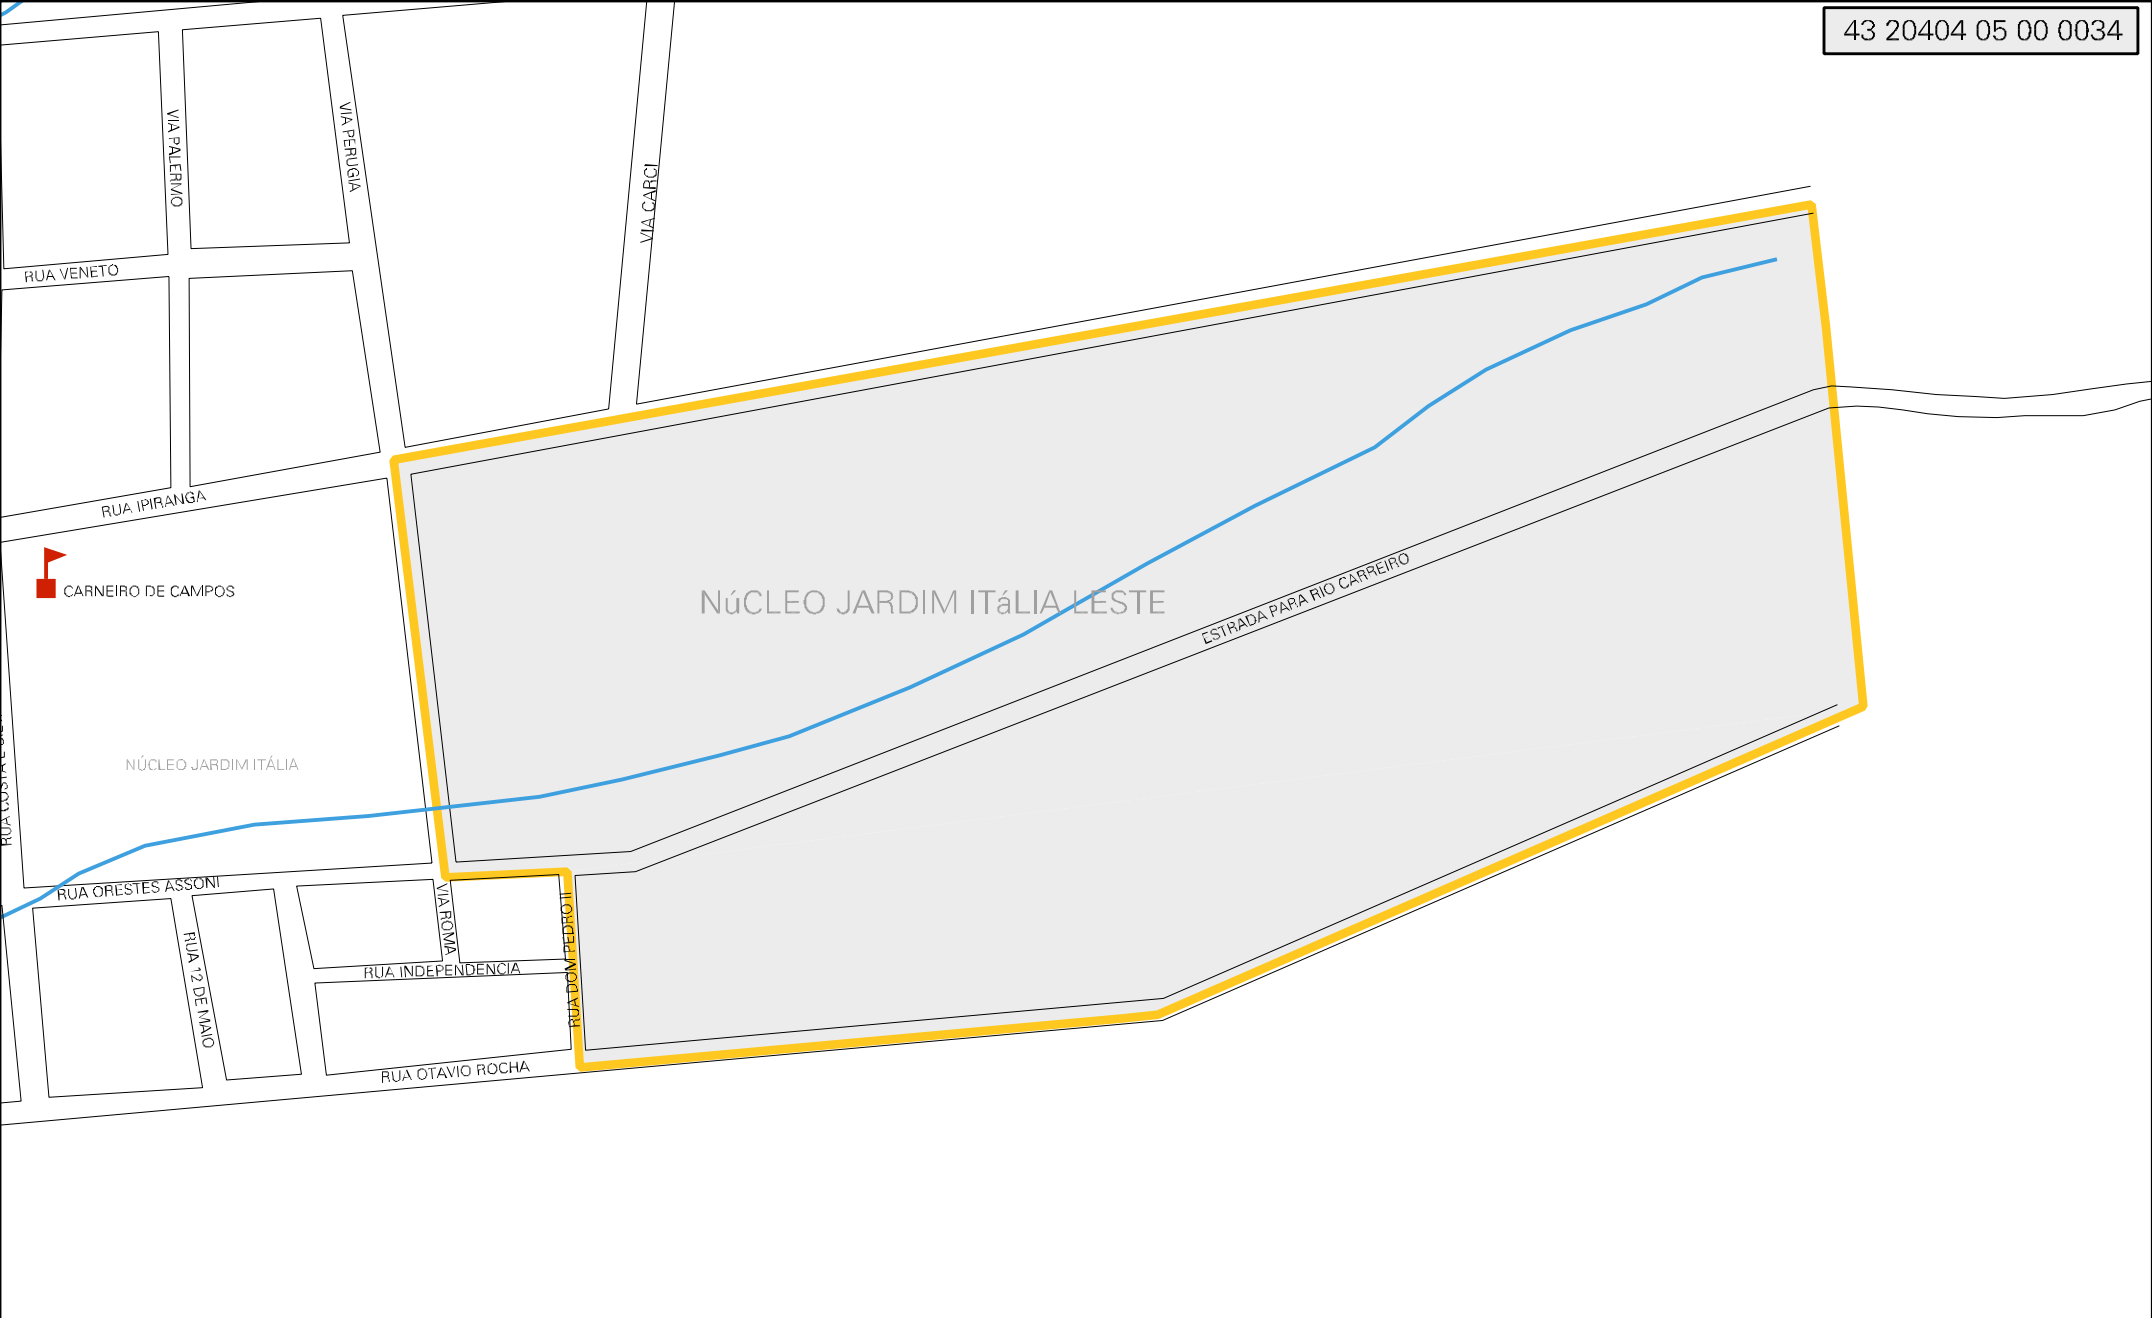 43 20404 05 00 0034
VIA PALERMO
VIA PERUGIA
VIA CARCI
RUA VENETO
RUA IPIRANGA
CARNEIRO DE CAMPOS
NúCLEO JARDIM ITáLIA LESTE
ESTRADA PARA RIO CARREIRO
NÚCLEO JARDIM ITÁLIA
RUA COSTA E
RUA ORESTES ASSONI
VIA ROMA
RUA DOM PEDRO II
RUA 12 DE MAIO
RUA INDEPENDENCIA
RUA OTAVIO ROCHA